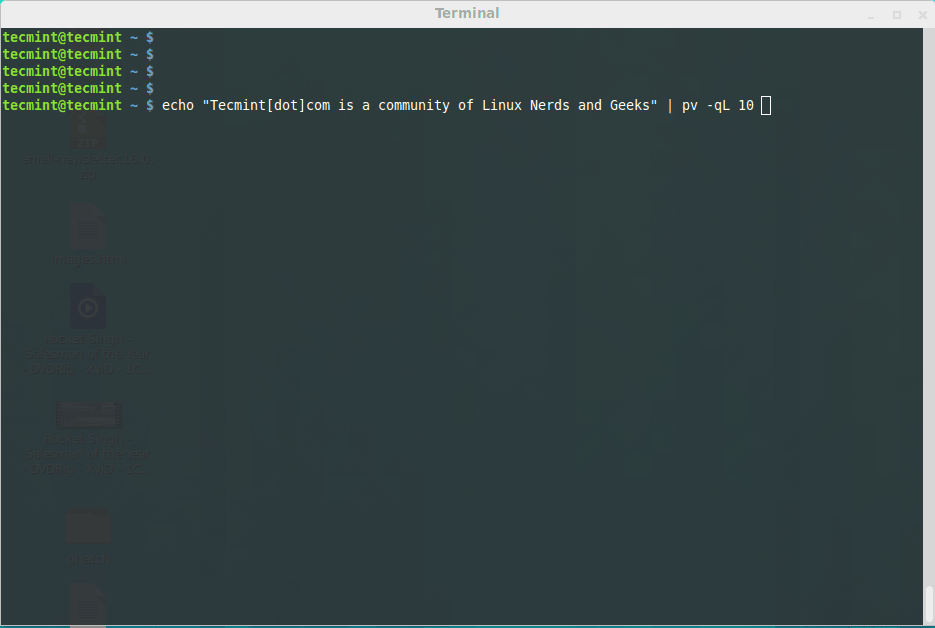 Terminal
tecmint@tecmint ~ $
tecmint@tecmint ~ $
tecmint@tecmint ~ $
tecmint@tecmint ~ $
tecmint@tecmint ~ $ echo "Tecmint[dot]com is a community of Linux Nerds and Geeks" | pv -qL 10
ZIP